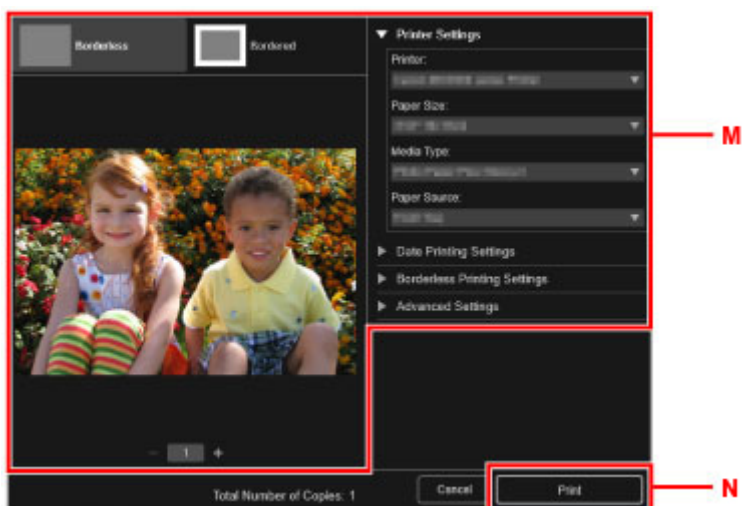 Borderless
Bordered
Printer Settings
Printer:
Paper Size:
Media Type:
Paper Source:
Date Printing Settings
Borderless Printing Settings
Advanced Settings
M
1
Total Number of Copies: 1
Cancel
Print
N